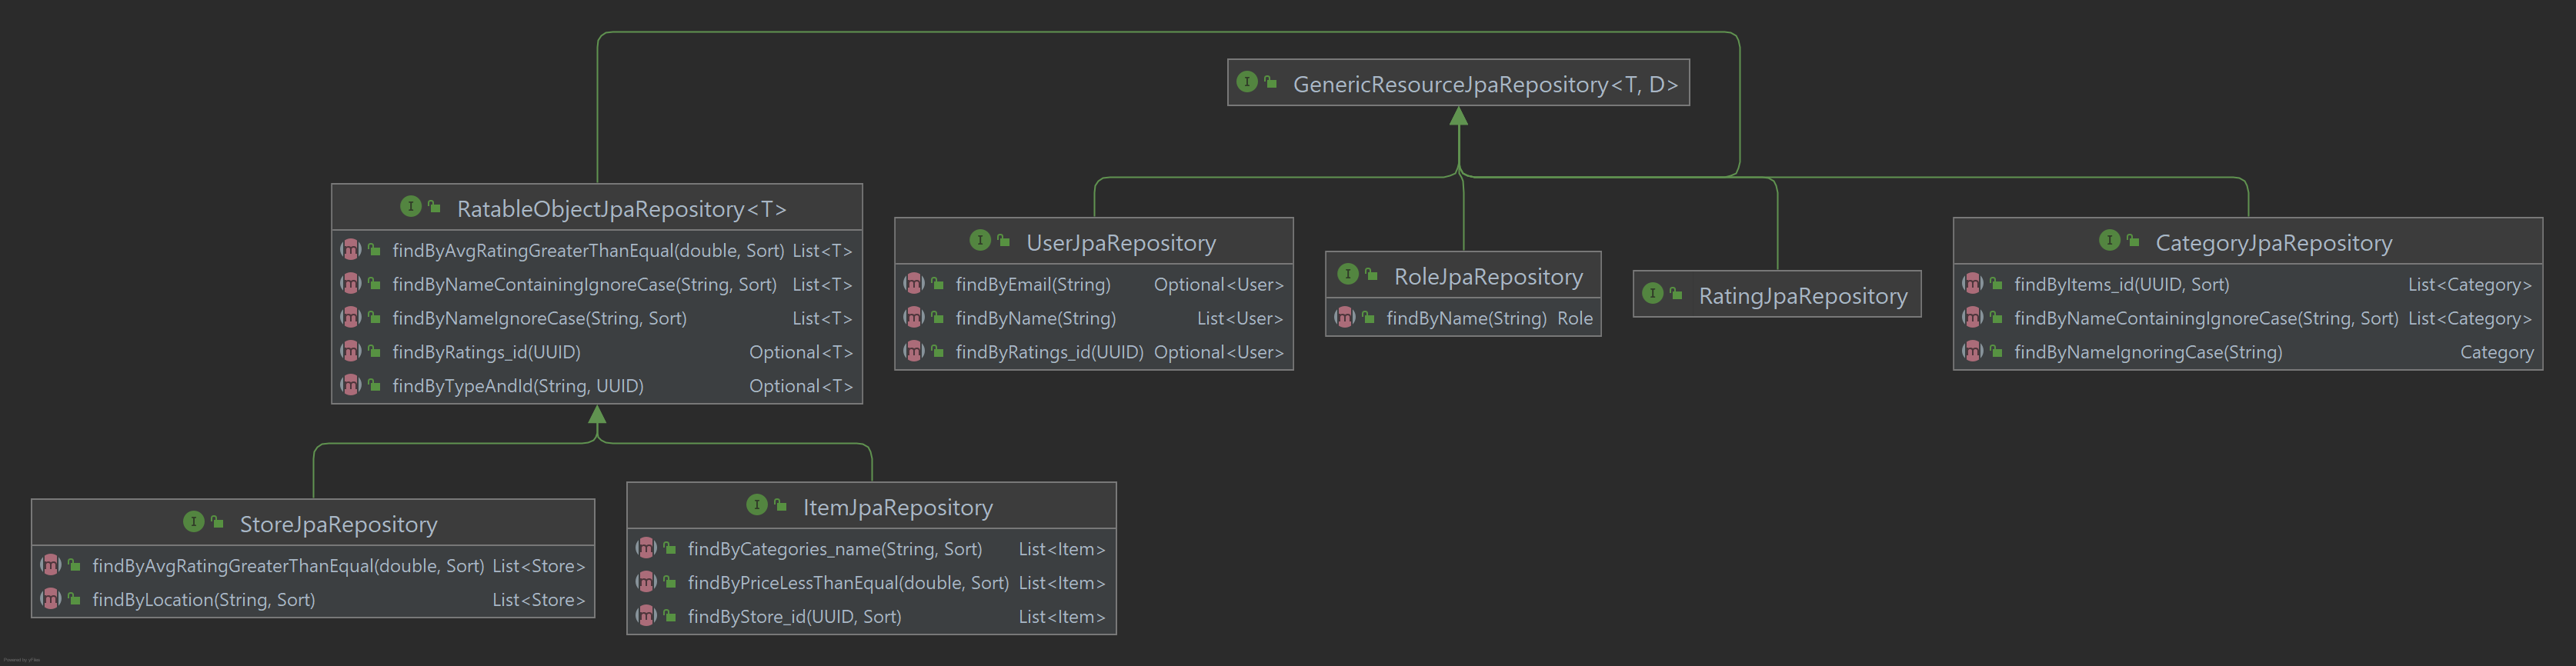 GenericResourceJpaRepository<T, D>
RatableObjectJpaRepository<T>
findByAvgRatingGreaterThanEqual(double, Sort) List<T>
findByNameContainingIgnoreCase(String, Sort) List<T>
findByNameIgnoreCase(String, Sort) List<T>
findByRatings_id(UUID) Optional<T>
findByTypeAndId(String, UUID) Optional<T>
UserJpaRepository
findByEmail(String) Optional<User>
findByName(String) List<User>
findByRatings_id(UUID) Optional<User>
RoleJpaRepository
findByName(String) Role
RatingJpaRepository
CategoryJpaRepository
findByItems_id(UUID, Sort) List<Category>
findByNameContainingIgnoreCase(String, Sort) List<Category>
findByNameIgnoringCase(String) Category
StoreJpaRepository
findByAvgRatingGreaterThanEqual(double, Sort) List<Store>
findByLocation(String, Sort) List<Store>
ItemJpaRepository
findByCategories_name(String, Sort) List<Item>
findByPriceLessThanEqual(double, Sort) List<Item>
findByStore_id(UUID, Sort) List<Item>
Powered by yFiles